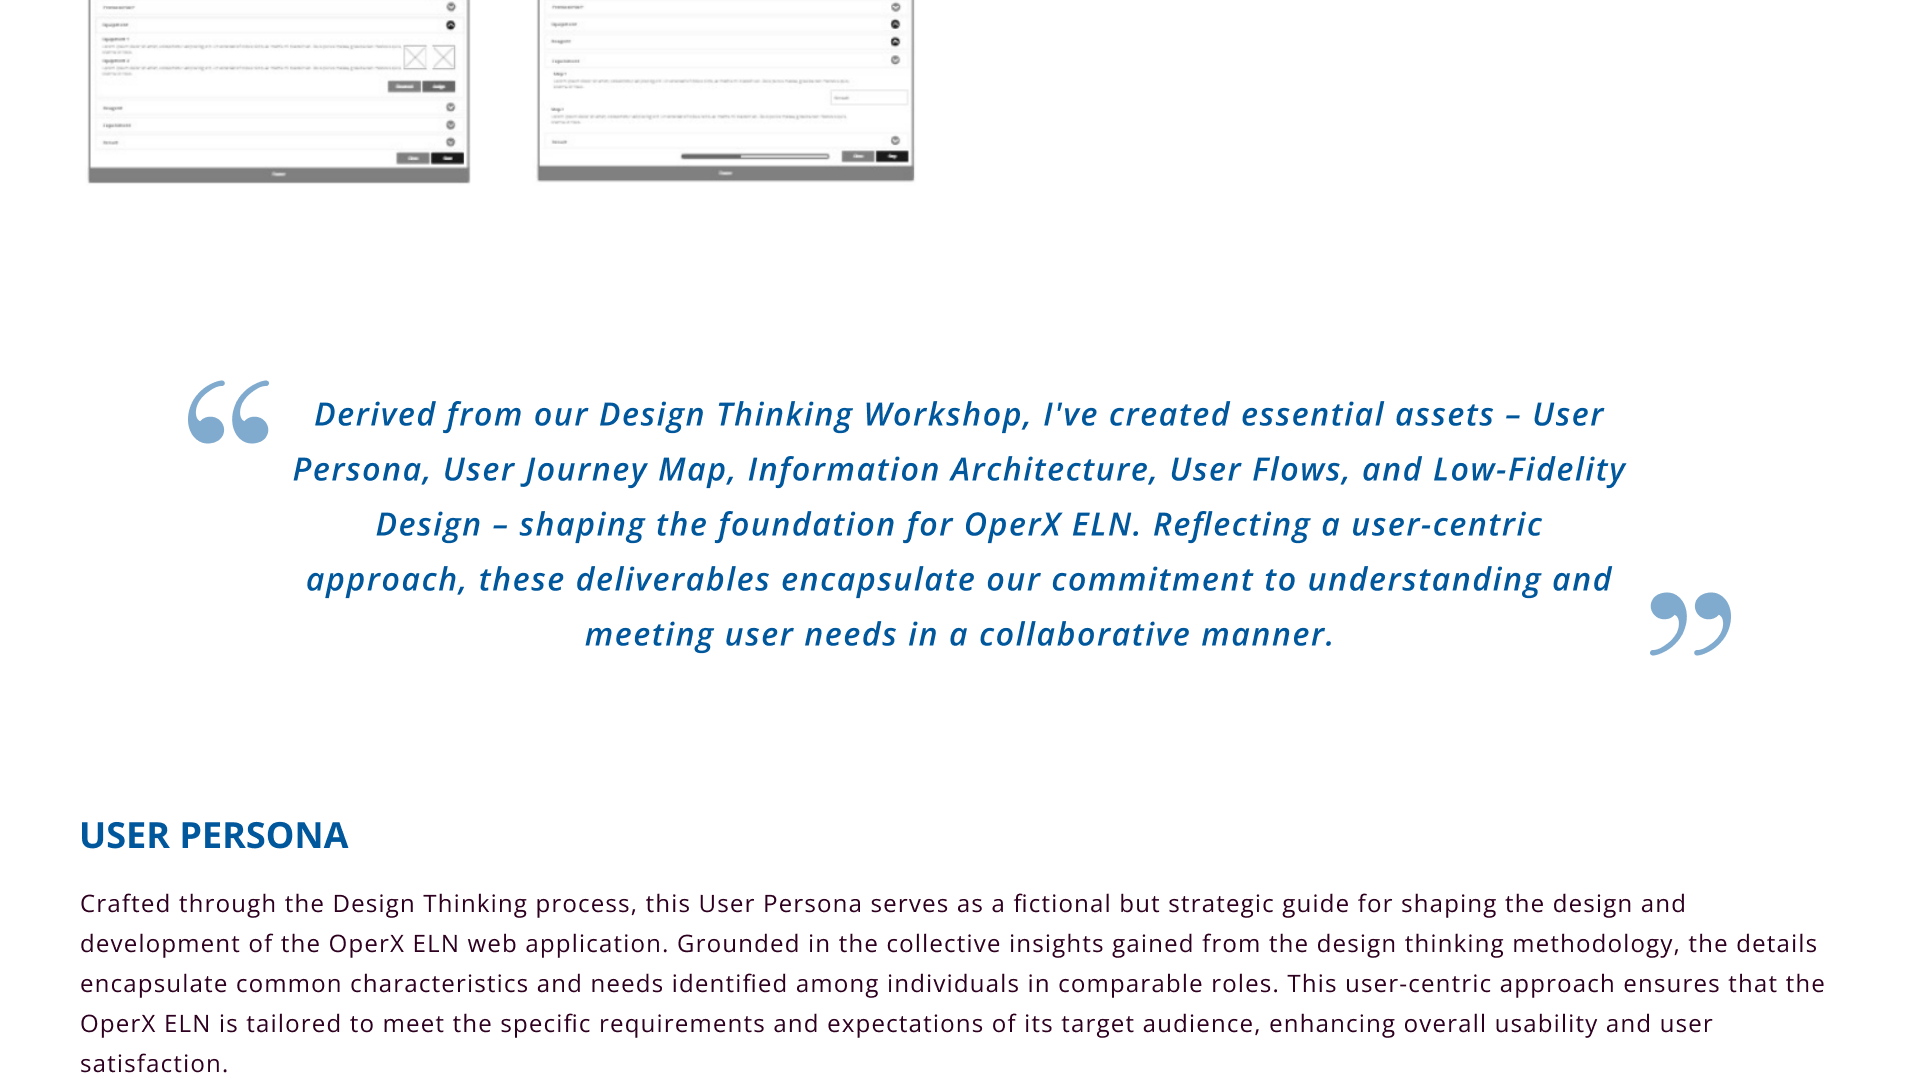 Derived from our Design Thinking Workshop, I've created essential assets – User
Persona, User Journey Map, Information Architecture, User Flows, and Low-Fidelity
Design – shaping the foundation for OperX ELN. Reflecting a user-centric
approach, these deliverables encapsulate our commitment to understanding and
meeting user needs in a collaborative manner.
USER PERSONA
Crafted through the Design Thinking process, this User Persona serves as a fictional but strategic guide for shaping the design and
development of the OperX ELN web application. Grounded in the collective insights gained from the design thinking methodology, the details
encapsulate common characteristics and needs identified among individuals in comparable roles. This user-centric approach ensures that the
OperX ELN is tailored to meet the specific requirements and expectations of its target audience, enhancing overall usability and user
satisfaction.